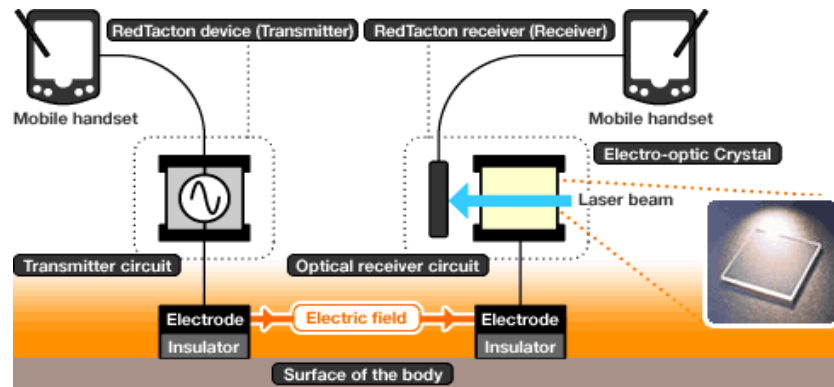 RedTacton device (Transmitter)
RedTacton receiver (Receiver)
Mobile handset
Mobile handset
Electro-optic Crystal
Laser beam
Transmitter circuit
Optical receiver circuit
Electrode
Electric field
Electrode
Insulator
Insulator
Surface of the body